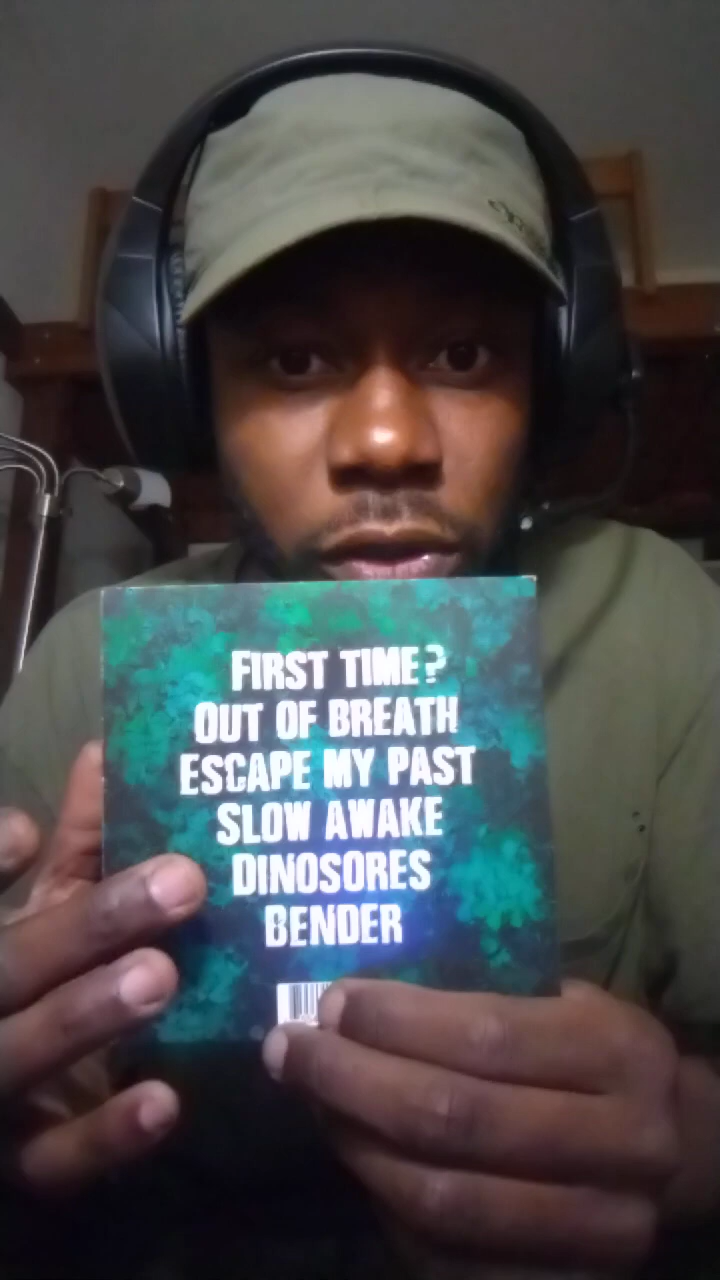 FIRST TIME?
OUT OF BREATH
ESCAPE MY PAST
SLOW AWAKE
DINOSORES
BENDER